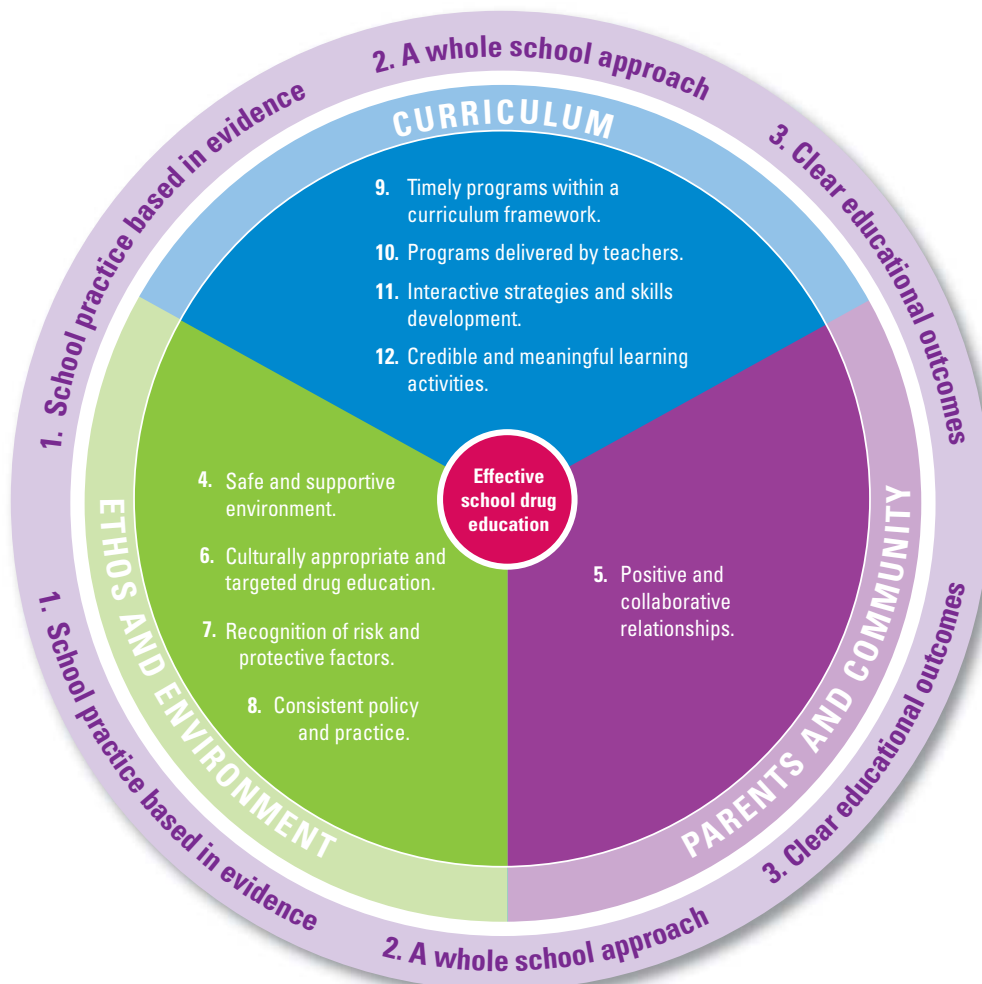 2. A whole school approach
1. School practice based in evidence
3. Clear educational outcomes
CURRICULUM
9. Timely programs within a
curriculum framework.
10. Programs delivered by teachers.
11. Interactive strategies and skills
development.
12. Credible and meaningful learning
activities.
Effective
school drug
education
ETHOS AND ENVIRONMENT
4. Safe and supportive
environment.
6. Culturally appropriate and
targeted drug education.
7. Recognition of risk and
protective factors.
8. Consistent policy
and practice.
PARENTS AND COMMUNITY
5. Positive and
collaborative
relationships.
1. School practice based in evidence
2. A whole school approach
3. Clear educational outcomes